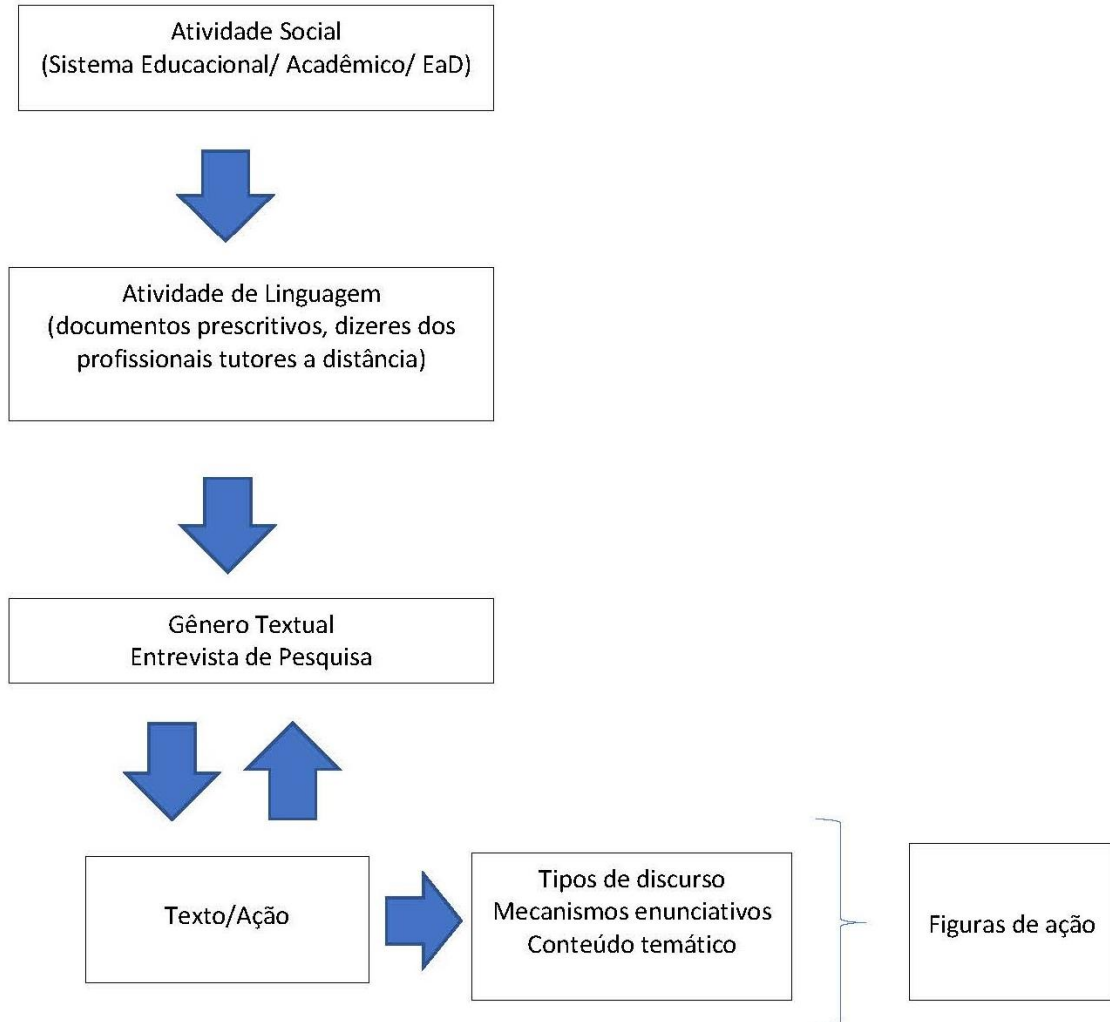 Atividade Social
(Sistema Educacional/ Acadêmico/ EaD)
Atividade de Linguagem
(documentos prescritivos, dizeres dos
profissionais tutores a distância)
Gênero Textual
Entrevista de Pesquisa
Texto/Ação
Tipos de discurso
Mecanismos enunciativos
Conteúdo temático
Figuras de ação